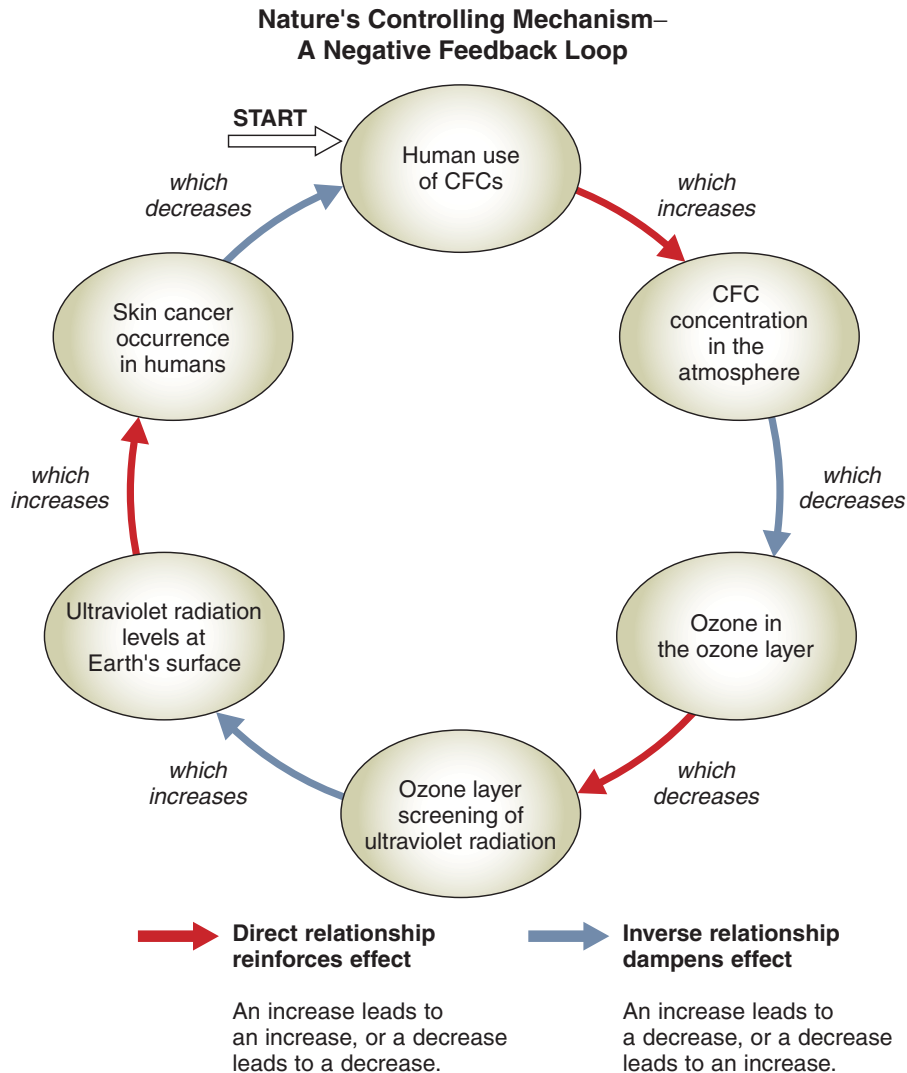 Nature's Controlling Mechanism–
A Negative Feedback Loop
START
Human use
of CFCs
which
increases
CFC
concentration
in the
atmosphere
which
decreases
Ozone in
the ozone layer
which
decreases
Ozone layer
screening of
ultraviolet radiation
which
increases
Ultraviolet radiation
levels at
Earth's surface
which
increases
Skin cancer
occurrence
in humans
which
decreases
Direct relationship
reinforces effect
An increase leads to
an increase, or a decrease
leads to a decrease.
Inverse relationship
dampens effect
An increase leads to
a decrease, or a decrease
leads to an increase.